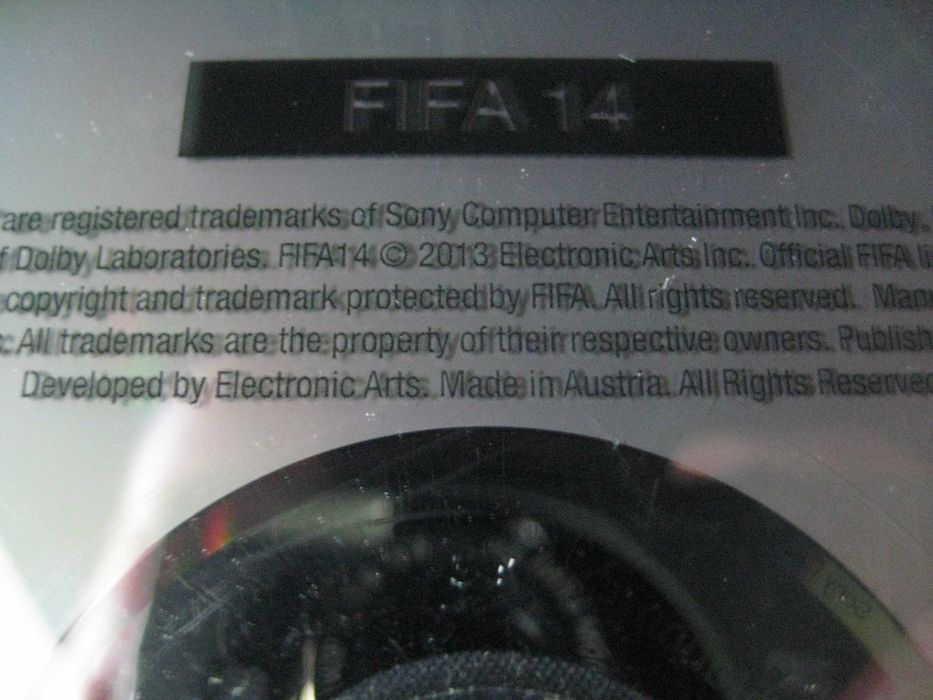 FIFA 14
are registered trademarks of Sony Computer Entertainment Inc. Dolby
Dolby Laboratories. FIFA14 © 2013 Electronic Arts Inc. Official FIFA
copyright and trademark protected by FIFA. All rights reserved.
All trademarks are the property of their respective owners. Publish
Developed by Electronic Arts. Made in Austria. All Rights Reserved